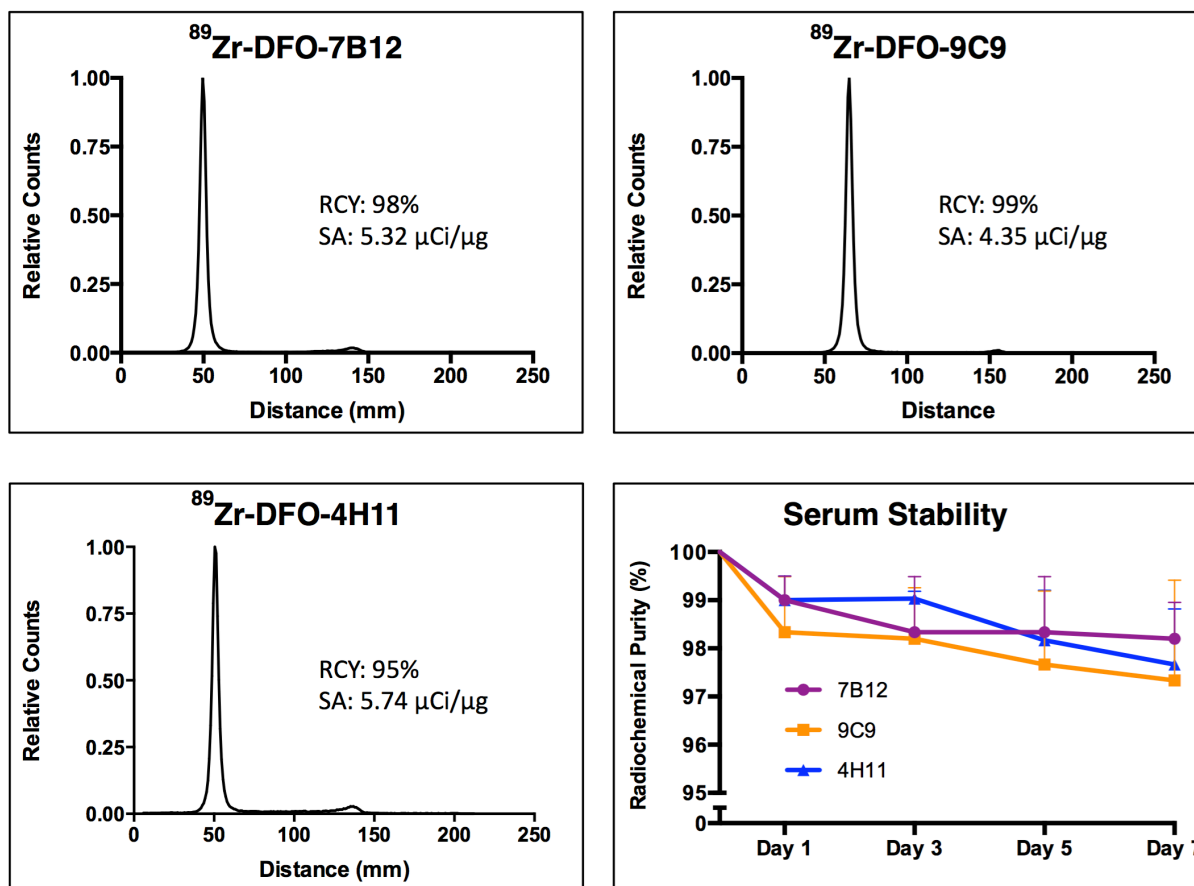 ⁸⁹Zr-DFO-7B12
1.00
0.75
0.50
0.25
0.00
Relative Counts
RCY: 98%
SA: 5.32 µCi/µg
0 50 100 150 200 250
Distance (mm)
⁸⁹Zr-DFO-9C9
1.00
0.75
0.50
0.25
0.00
Relative Counts
RCY: 99%
SA: 4.35 µCi/µg
0 50 100 150 200 250
Distance
⁸⁹Zr-DFO-4H11
1.00
0.75
0.50
0.25
0.00
Relative Counts
RCY: 95%
SA: 5.74 µCi/µg
0 50 100 150 200 250
Distance (mm)
Serum Stability
100
99
98
97
96
95
0
Radiochemical Purity (%)
7B12
9C9
4H11
Day 1 Day 3 Day 5 Day 7